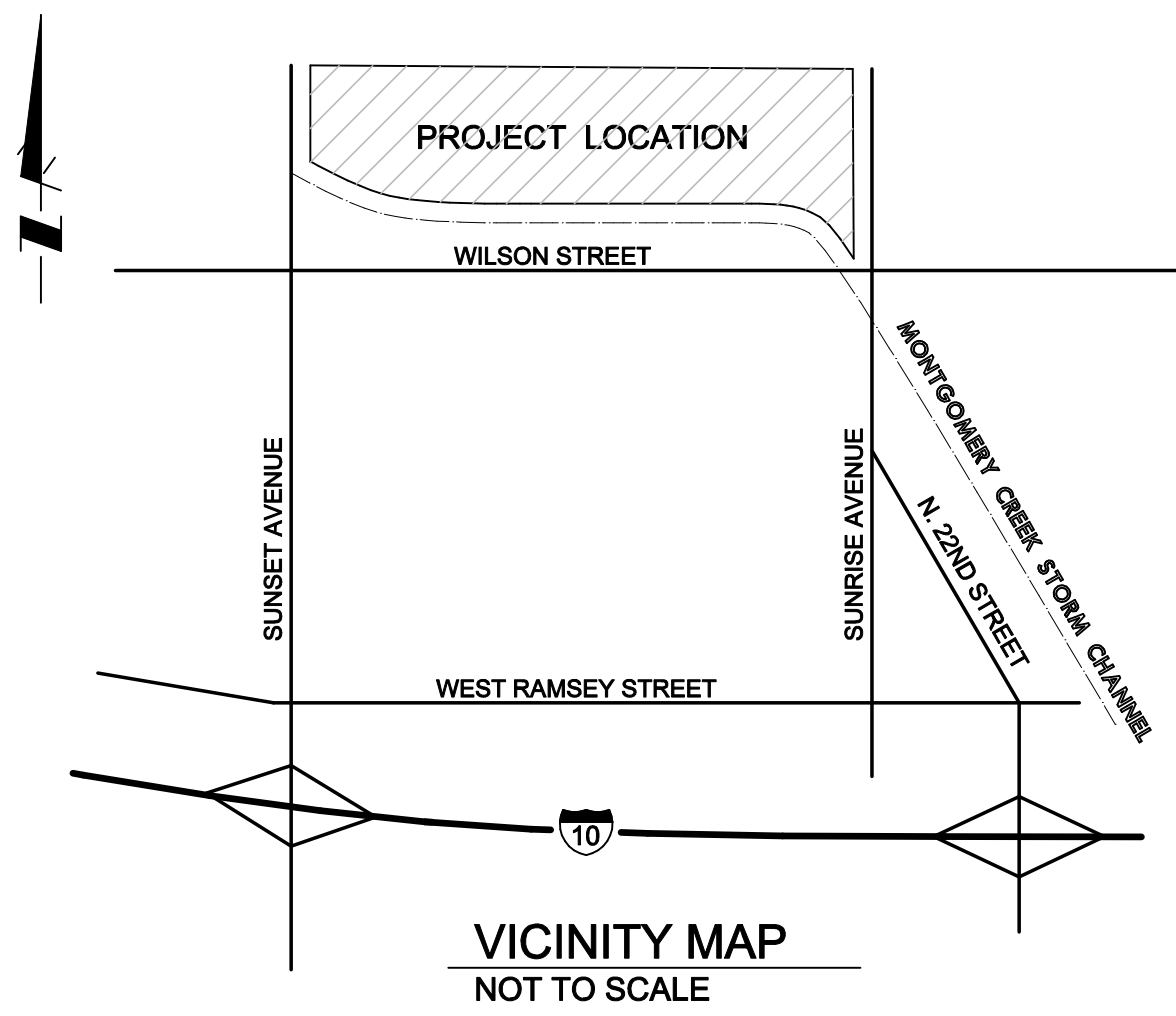 PROJECT LOCATION
N
WILSON STREET
MONTGOMERY CREEK STORM CHANNEL
SUNSET AVENUE
SUNRISE AVENUE
N. 22ND STREET
WEST RAMSEY STREET
10
VICINITY MAP
NOT TO SCALE